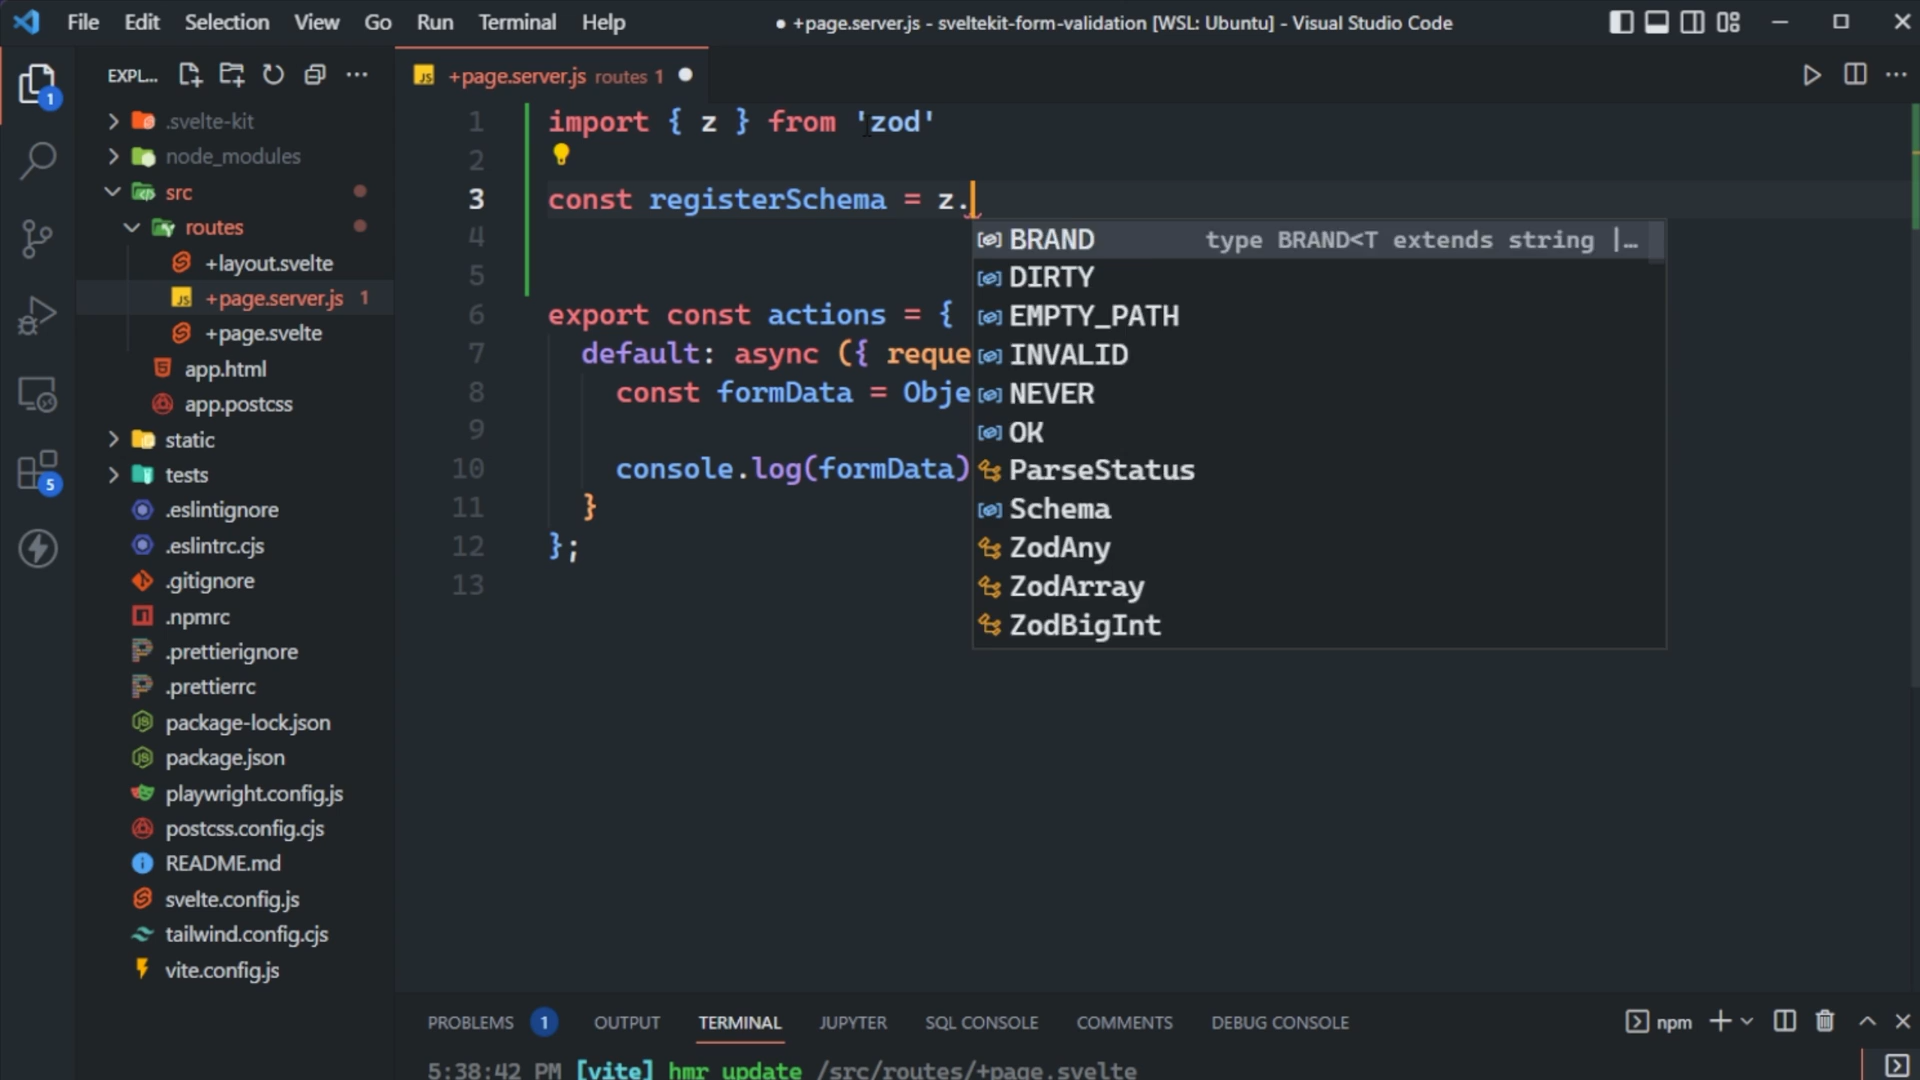 File Edit Selection View Go Run Terminal Help
● +page.server.js - sveltekit-form-validation [WSL: Ubuntu] - Visual Studio Code
EXPL...
JS +page.server.js routes 1
1
5
.svelte-kit
node_modules
src
routes
+layout.svelte
JS +page.server.js 1
+page.svelte
app.html
app.postcss
static
tests
.eslintignore
.eslintrc.cjs
.gitignore
.npmrc
.prettierignore
.prettierrc
package-lock.json
package.json
playwright.config.js
postcss.config.cjs
README.md
svelte.config.js
tailwind.config.cjs
vite.config.js
1 import { z } from 'zod'
2
3 const registerSchema = z.
4
5
6 export const actions = {
7 default: async ({ reque
8 const formData = Obje
9
10 console.log(formData)
11 }
12 };
13
BRAND type BRAND<T extends string |…
DIRTY
EMPTY_PATH
INVALID
NEVER
OK
ParseStatus
Schema
ZodAny
ZodArray
ZodBigInt
PROBLEMS 1 OUTPUT TERMINAL JUPYTER SQL CONSOLE COMMENTS DEBUG CONSOLE npm
5:38:42 PM [vite] hmr update /src/routes/+page.svelte